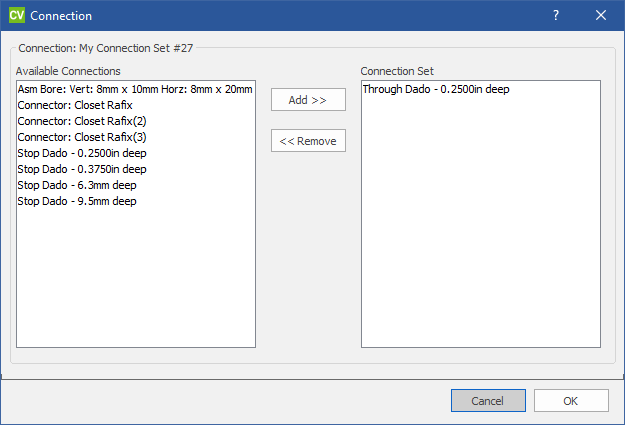 CV Connection ?
Connection: My Connection Set #27
Available Connections
Asm Bore: Vert: 8mm x 10mm Horz: 8mm x 20mm
Connector: Closet Rafix
Connector: Closet Rafix(2)
Connector: Closet Rafix(3)
Stop Dado - 0.2500in deep
Stop Dado - 0.3750in deep
Stop Dado - 6.3mm deep
Stop Dado - 9.5mm deep
Add >>
<< Remove
Connection Set
Through Dado - 0.2500in deep
Cancel
OK